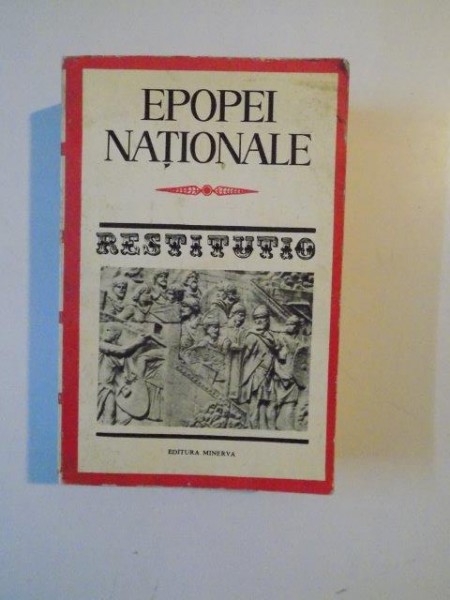 EPOPEI
NAȚIONALE
RESTITUTIO
EDITURA MINERVA